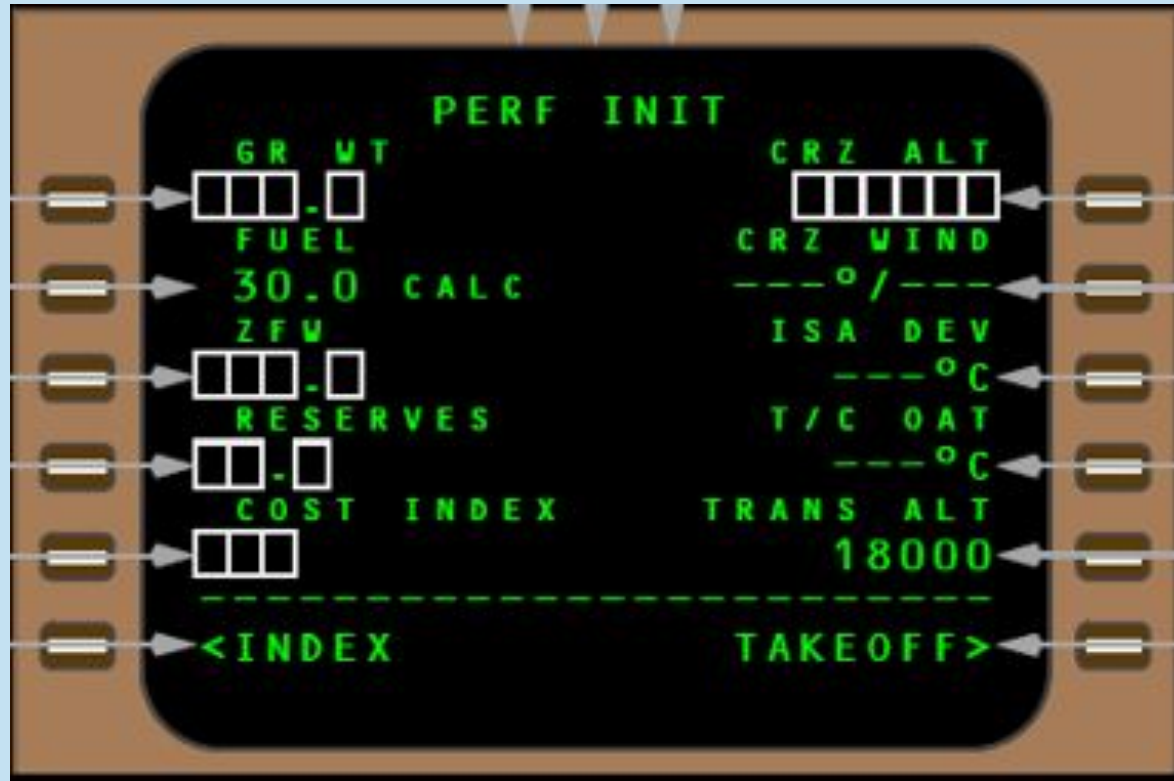 PERF INIT
GR WT CRZ ALT
□□□.□ □□□□□□
FUEL CRZ WIND
30.0 CALC ---°/---
ZFW ISA DEV
□□□.□ ---°C
RESERVES T/C OAT
□□.□ ---°C
COST INDEX TRANS ALT
□□□ 18000
------------------------
<INDEX TAKEOFF>